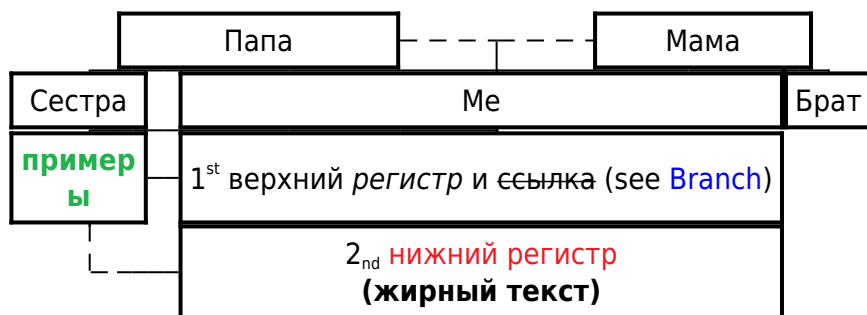 Папа Мама
Сестра Me Брат
пример
ы
1st верхний регистр и ссылка (see Branch)
2nd нижний регистр
(жирный текст)